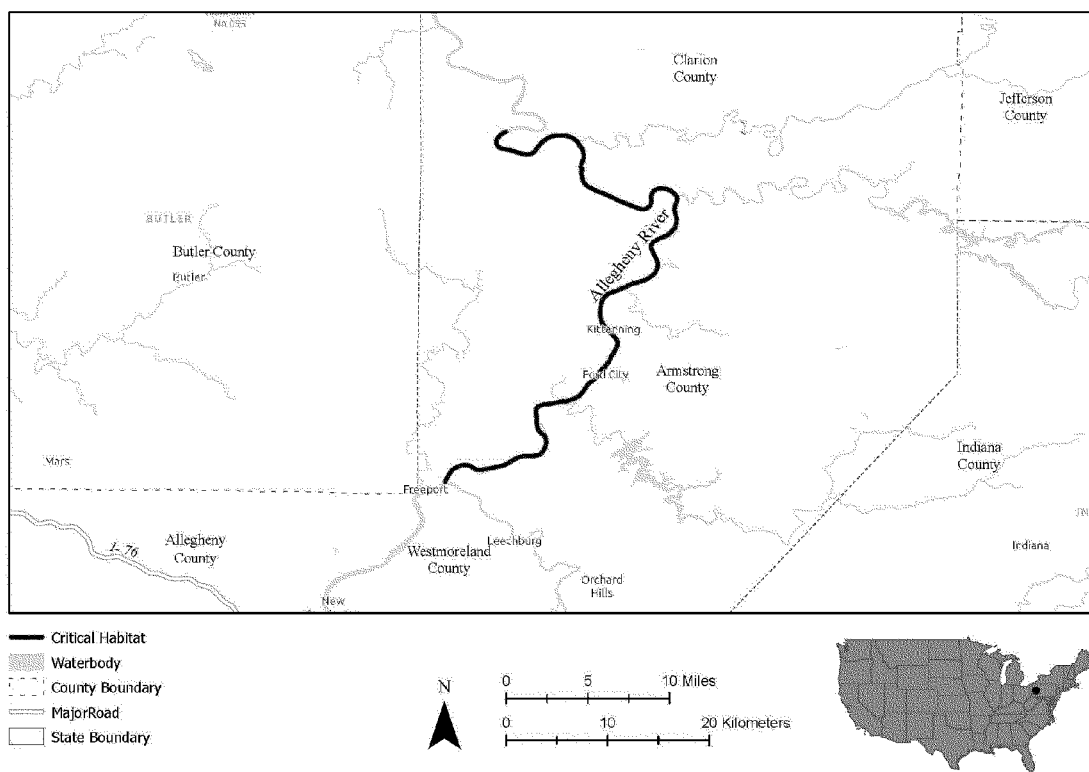 Clarion
County
Jefferson
County
BUTLER
Butler County
Butler
Allegheny River
Kittanning
Ford City
Armstrong
County
Indiana
County
Mars
Freeport
Allegheny
County
I- 76
Westmoreland
County
Leechburg
Orchard
Hills
Indiana
New
Critical Habitat
Waterbody
County Boundary
MajorRoad
State Boundary
N
0 5 10 Miles
0 10 20 Kilometers